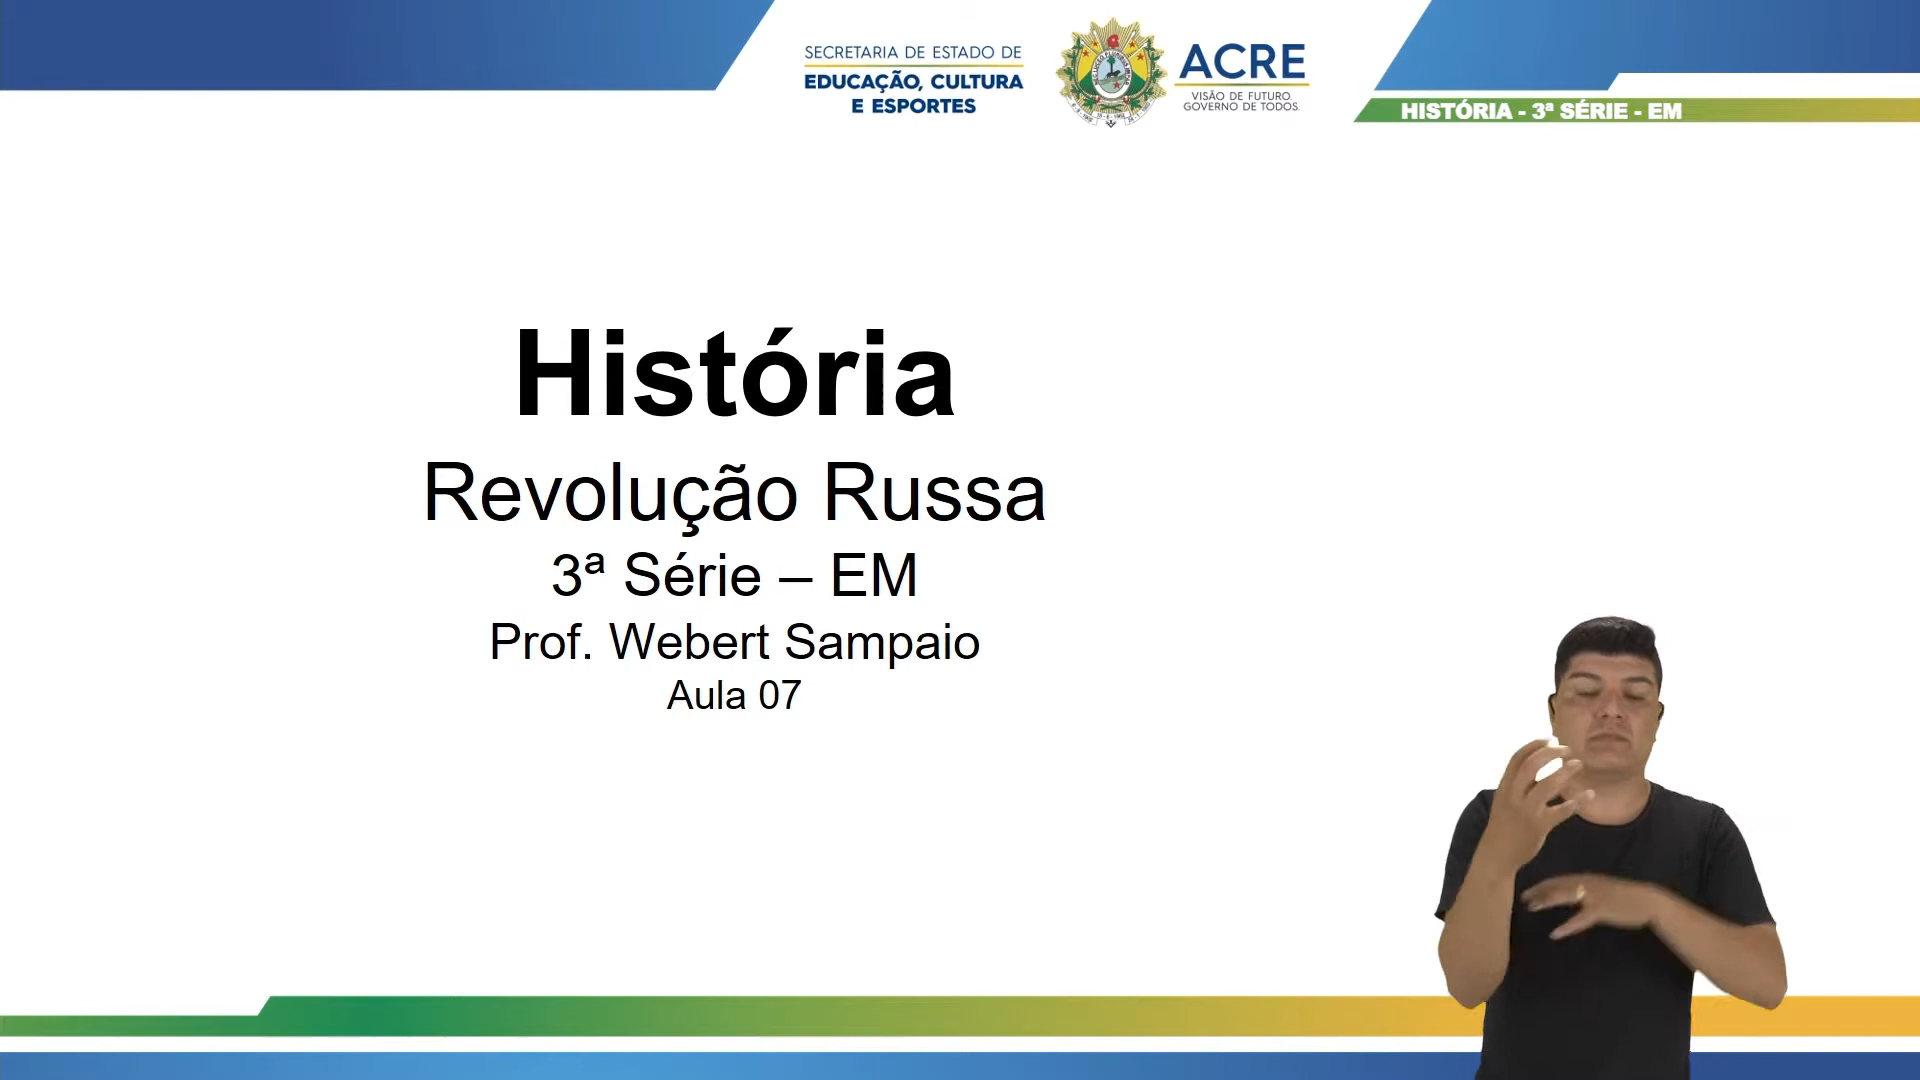 SECRETARIA DE ESTADO DE
EDUCAÇÃO, CULTURA
E ESPORTES
ACRE
VISÃO DE FUTURO.
GOVERNO DE TODOS.
HISTÓRIA - 3ª SÉRIE - EM
História
Revolução Russa
3ª Série – EM
Prof. Webert Sampaio
Aula 07